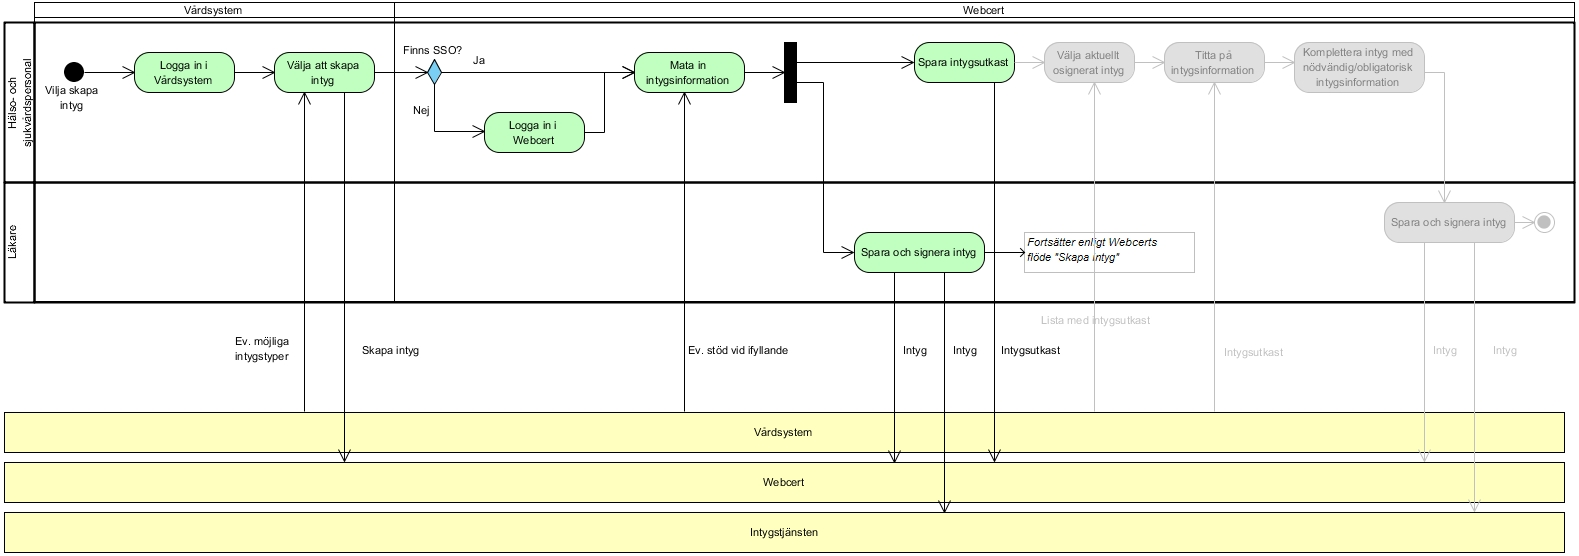 Vårdsystem
Webcert
Hälso- och
sjukvårdspersonal
Vilja skapa
intyg
Logga in i
Vårdsystem
Välja att skapa
intyg
Finns SSO?
Ja
Nej
Logga in i
Webcert
Mata in
intygsinformation
Spara intygsutkast
Välja aktuellt
osignerat intyg
Titta på
intygsinformation
Komplettera intyg med
nödvändig/obligatorisk
intygsinformation
Läkare
Spara och signera intyg
Fortsätter enligt Webcerts
flöde "Skapa intyg"
Spara och signera intyg
Ev. möjliga
intygstyper
Skapa intyg
Ev. stöd vid ifyllande
Intyg
Intyg
Intygsutkast
Lista med intygsutkast
Intygsutkast
Intyg
Intyg
Vårdsystem
Webcert
Intygstjänsten